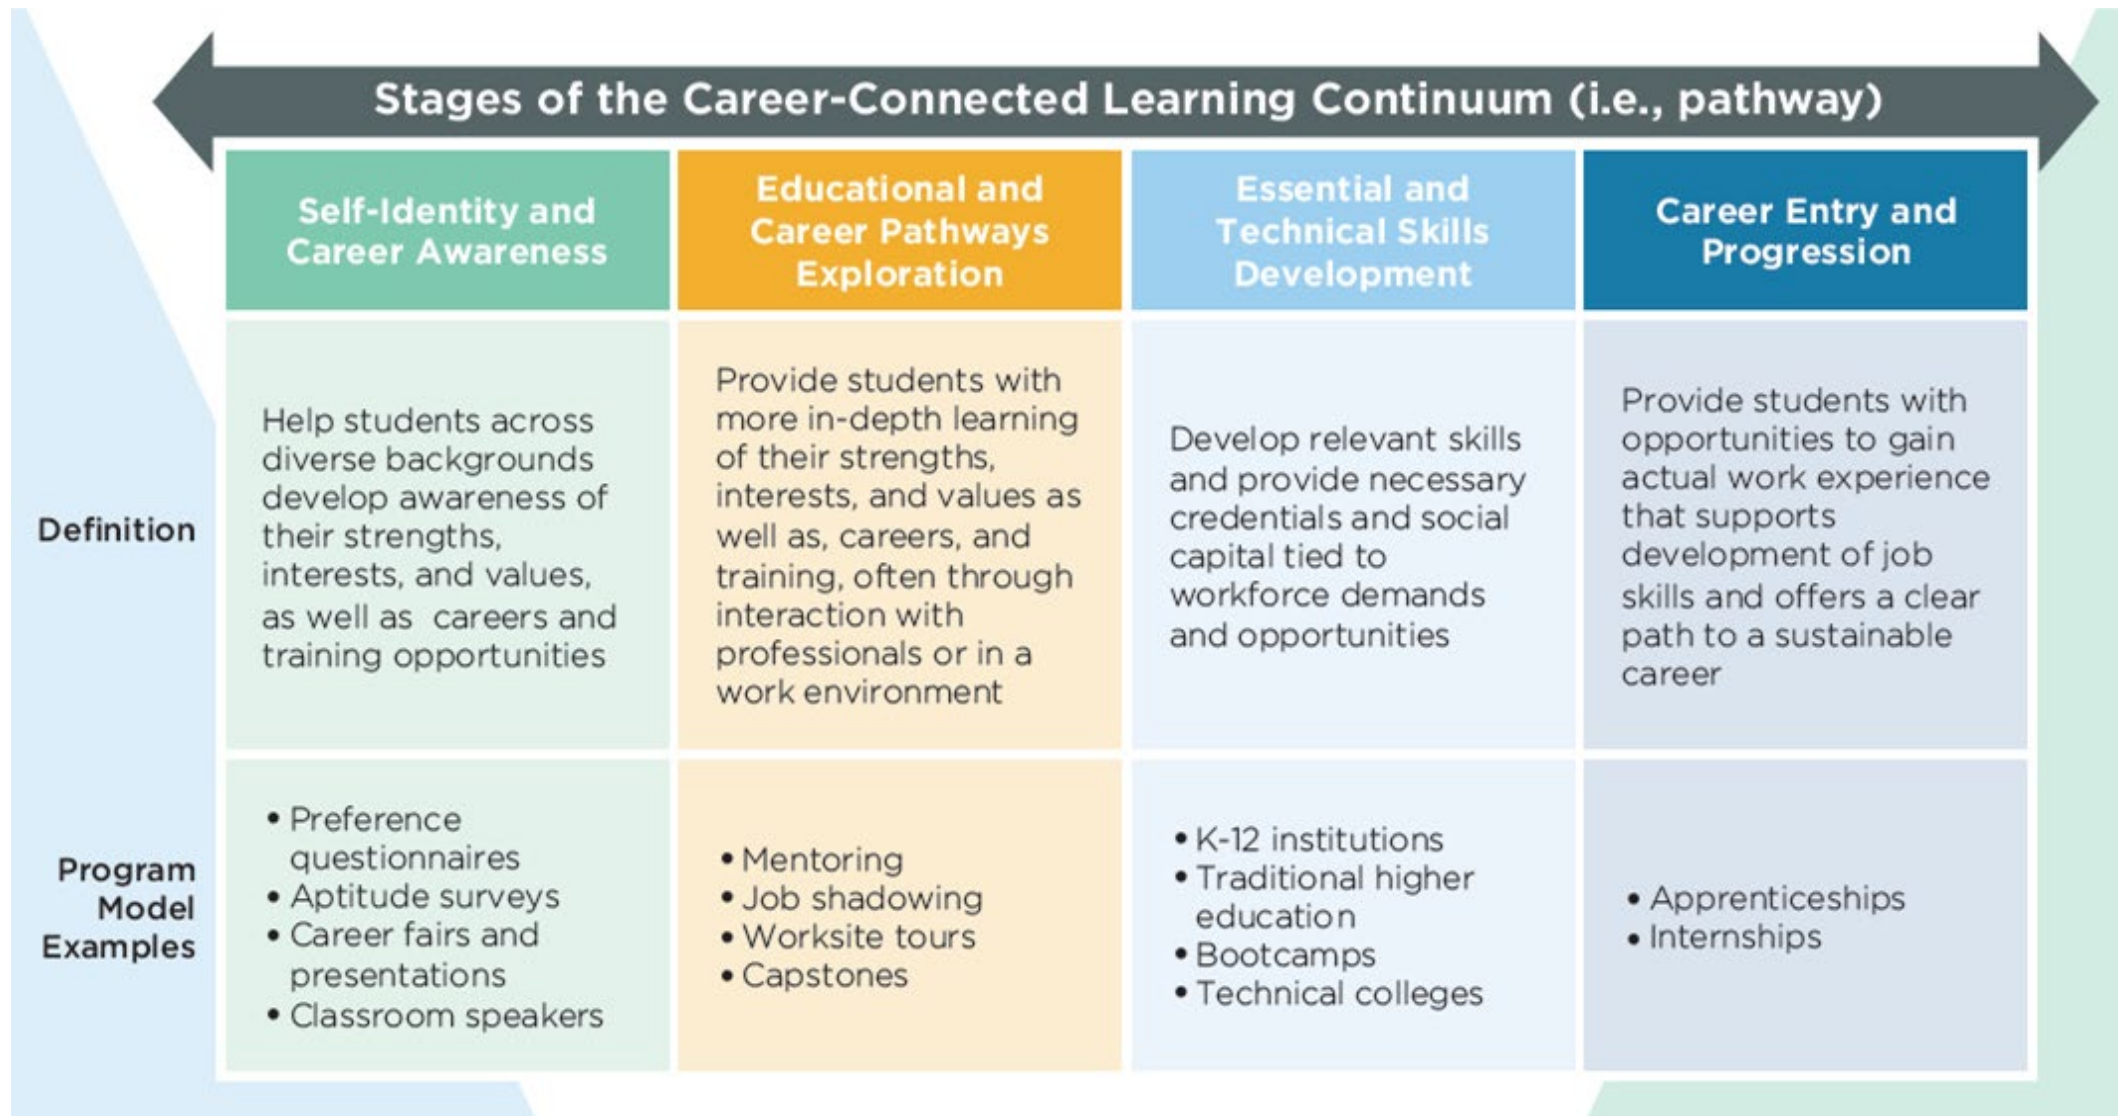 Stages of the Career-Connected Learning Continuum (i.e., pathway)
Self-Identity and
Career Awareness
Educational and
Career Pathways
Exploration
Essential and
Technical Skills
Development
Career Entry and
Progression
Definition
Help students across
diverse backgrounds
develop awareness of
their strengths,
interests, and values,
as well as careers and
training opportunities
Provide students with
more in-depth learning
of their strengths,
interests, and values as
well as, careers, and
training, often through
interaction with
professionals or in a
work environment
Develop relevant skills
and provide necessary
credentials and social
capital tied to
workforce demands
and opportunities
Provide students with
opportunities to gain
actual work experience
that supports
development of job
skills and offers a clear
path to a sustainable
career
Program
Model
Examples
• Preference
questionnaires
• Aptitude surveys
• Career fairs and
presentations
• Classroom speakers
• Mentoring
• Job shadowing
• Worksite tours
• Capstones
• K-12 institutions
• Traditional higher
education
• Bootcamps
• Technical colleges
• Apprenticeships
• Internships